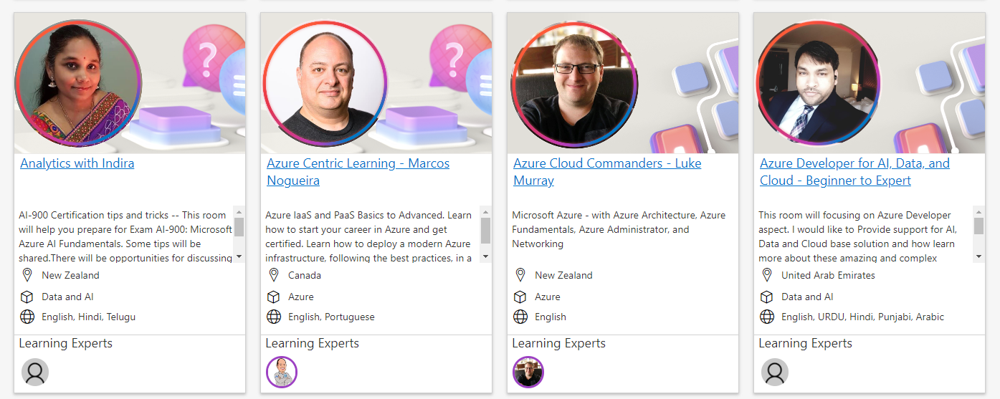 ?
?
Analytics with Indira
AI-900 Certification tips and tricks -- This room
will help you prepare for Exam AI-900: Microsoft
Azure AI Fundamentals. Some tips will be
shared.There will be opportunities for discussing
New Zealand
Data and AI
English, Hindi, Telugu
Learning Experts
Azure Centric Learning - Marcos
Nogueira
Azure IaaS and PaaS Basics to Advanced. Learn
how to start your career in Azure and get
certified. Learn how to deploy a modern Azure
infrastructure, following the best practices, in a
Canada
Azure
English, Portuguese
Learning Experts
Azure Cloud Commanders - Luke
Murray
Microsoft Azure - with Azure Architecture, Azure
Fundamentals, Azure Administrator, and
Networking
New Zealand
Azure
English
Learning Experts
Azure Developer for AI, Data, and
Cloud - Beginner to Expert
This room will focusing on Azure Developer
aspect. I would like to Provide support for AI,
Data and Cloud base solution and how learn
more about these amazing and complex
United Arab Emirates
Data and AI
English, URDU, Hindi, Punjabi, Arabic
Learning Experts